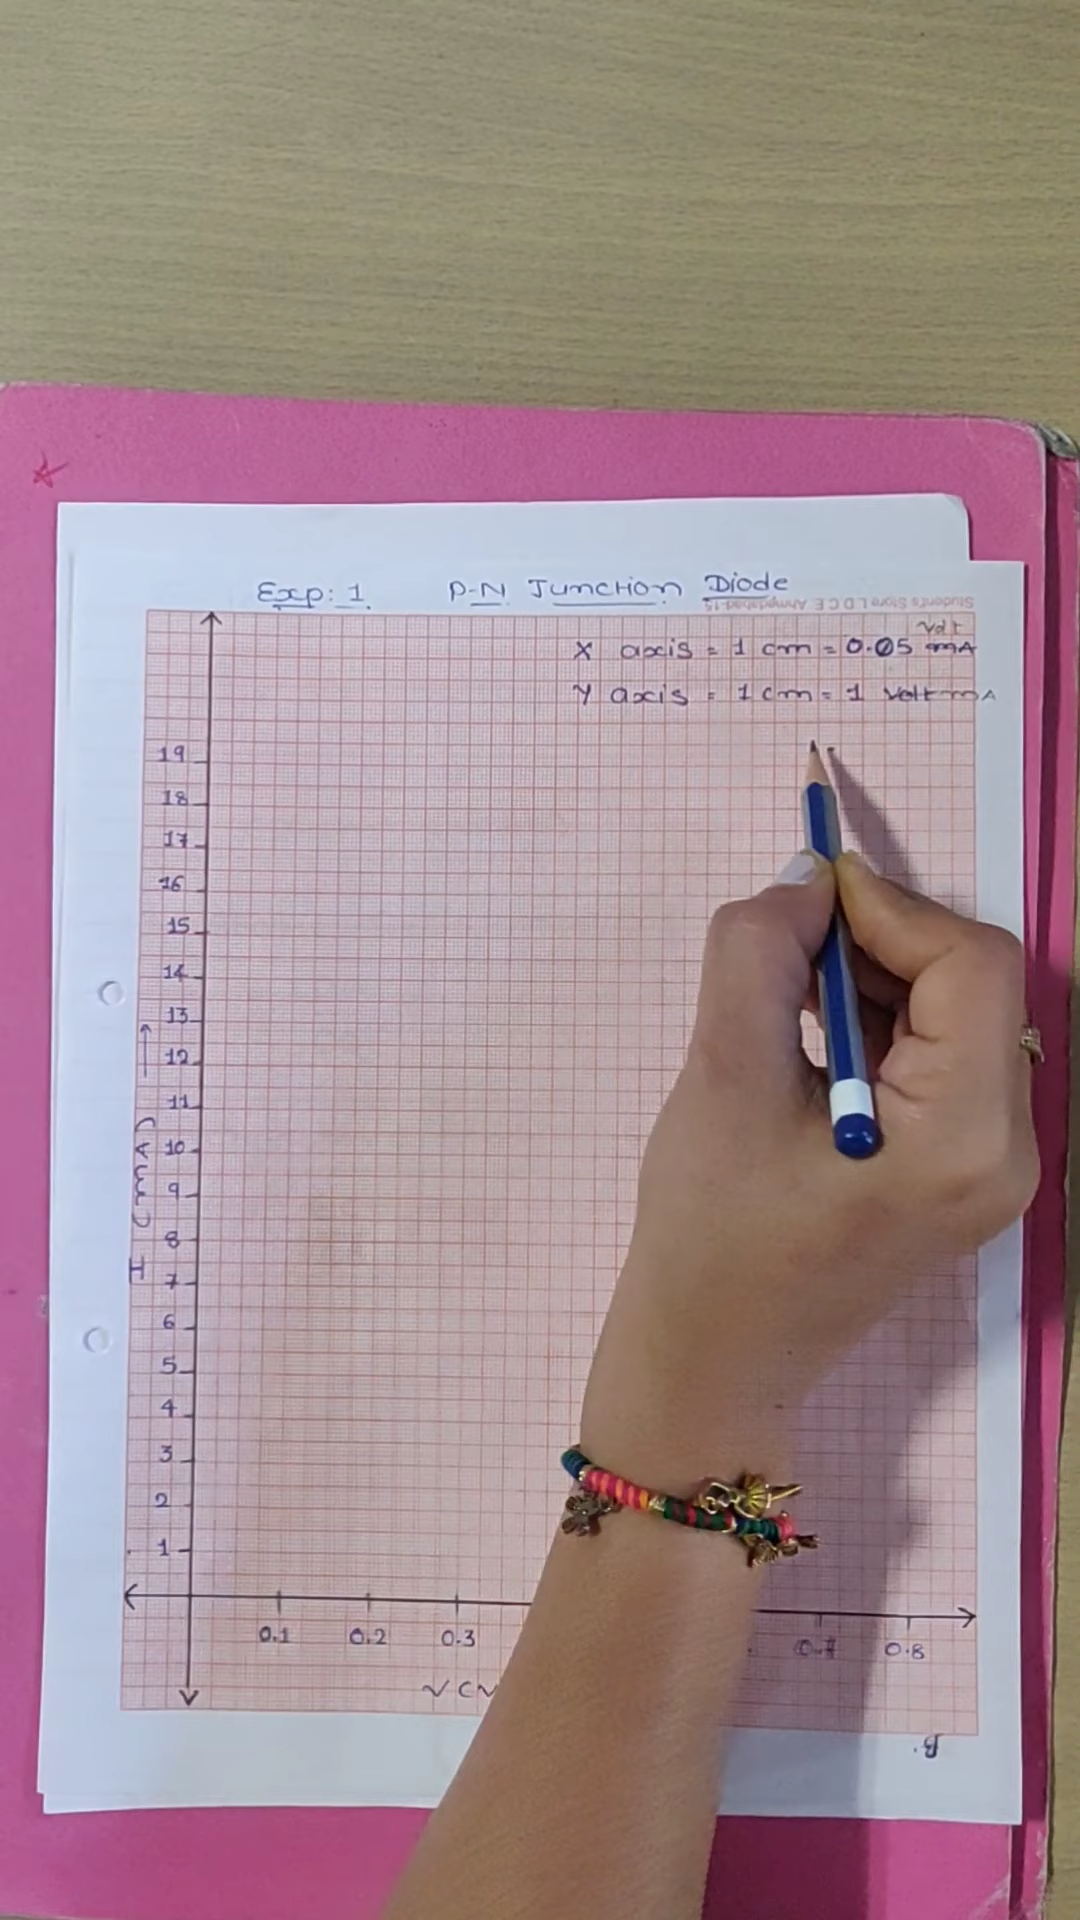 Exp: 1 P-N Junction Diode
Student's Store L D C E Ahmedabad-15
Volt
X axis = 1 cm = 0.05 mA
Y axis = 1 cm = 1 volt mA
19
18
17
16
15
14
13
12
11
10
9
8
7
6
5
4
3
2
1
I (mA)
0.1 0.2 0.3 0.7 0.8
V (V
B.